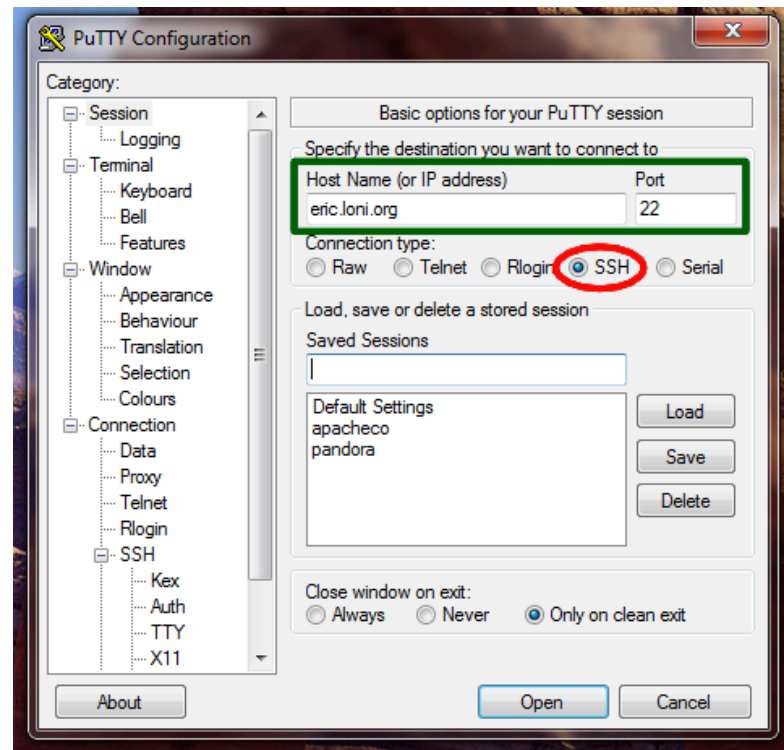 PuTTY Configuration
X
Category:
Session
Logging
Terminal
Keyboard
Bell
Features
Window
Appearance
Behaviour
Translation
Selection
Colours
Connection
Data
Proxy
Telnet
Rlogin
SSH
Kex
Auth
TTY
X11
Basic options for your PuTTY session
Specify the destination you want to connect to
Host Name (or IP address) Port
eric.loni.org 22
Connection type:
Raw Telnet Rlogin SSH Serial
Load, save or delete a stored session
Saved Sessions
Default Settings
apacheco
pandora
Load
Save
Delete
Close window on exit:
Always Never Only on clean exit
About Open Cancel